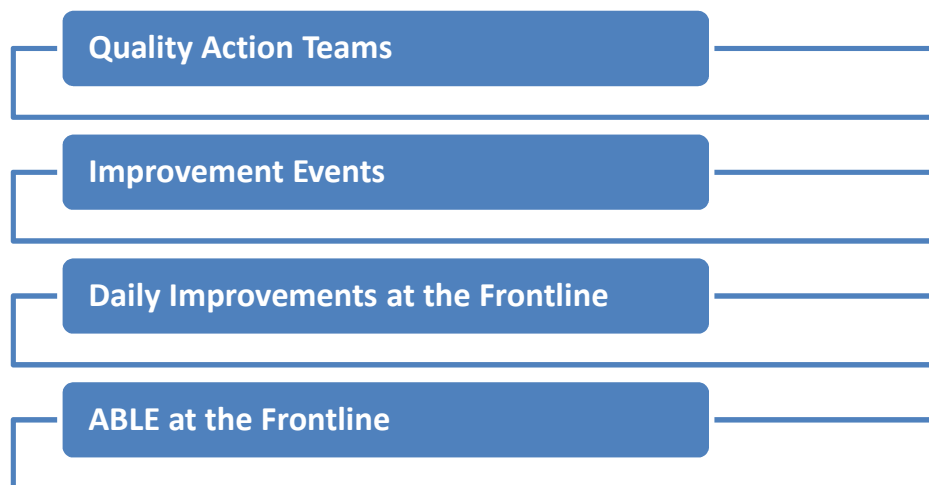 Quality Action Teams
Improvement Events
Daily Improvements at the Frontline
ABLE at the Frontline